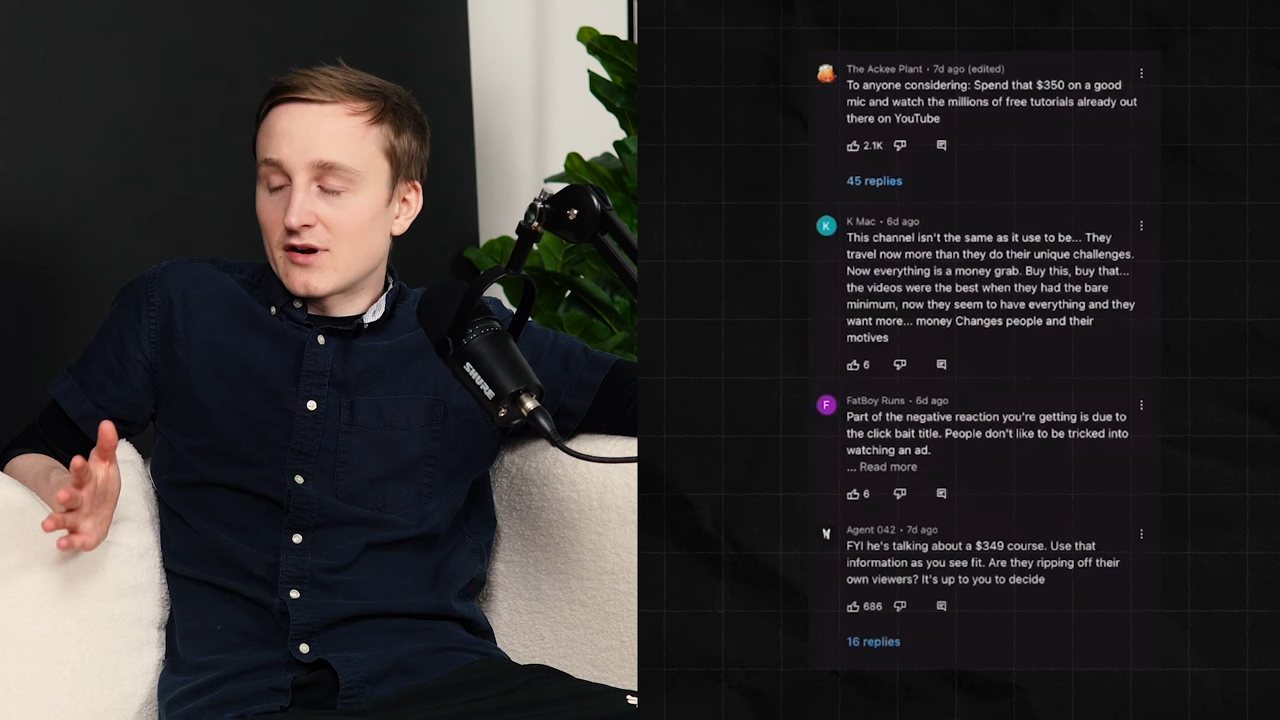 SHURE
The Ackee Plant • 7d ago (edited)
To anyone considering: Spend that $350 on a good
mic and watch the millions of free tutorials already out
there on YouTube
2.1K
45 replies
K
K Mac • 6d ago
This channel isn't the same as it use to be... They
travel now more than they do their unique challenges.
Now everything is a money grab. Buy this, buy that...
the videos were the best when they had the bare
minimum, now they seem to have everything and they
want more... money Changes people and their
motives
6
F
FatBoy Runs • 6d ago
Part of the negative reaction you're getting is due to
the click bait title. People don't like to be tricked into
watching an ad.
... Read more
6
Agent 042 • 7d ago
FYI he's talking about a $349 course. Use that
information as you see fit. Are they ripping off their
own viewers? It's up to you to decide
686
16 replies